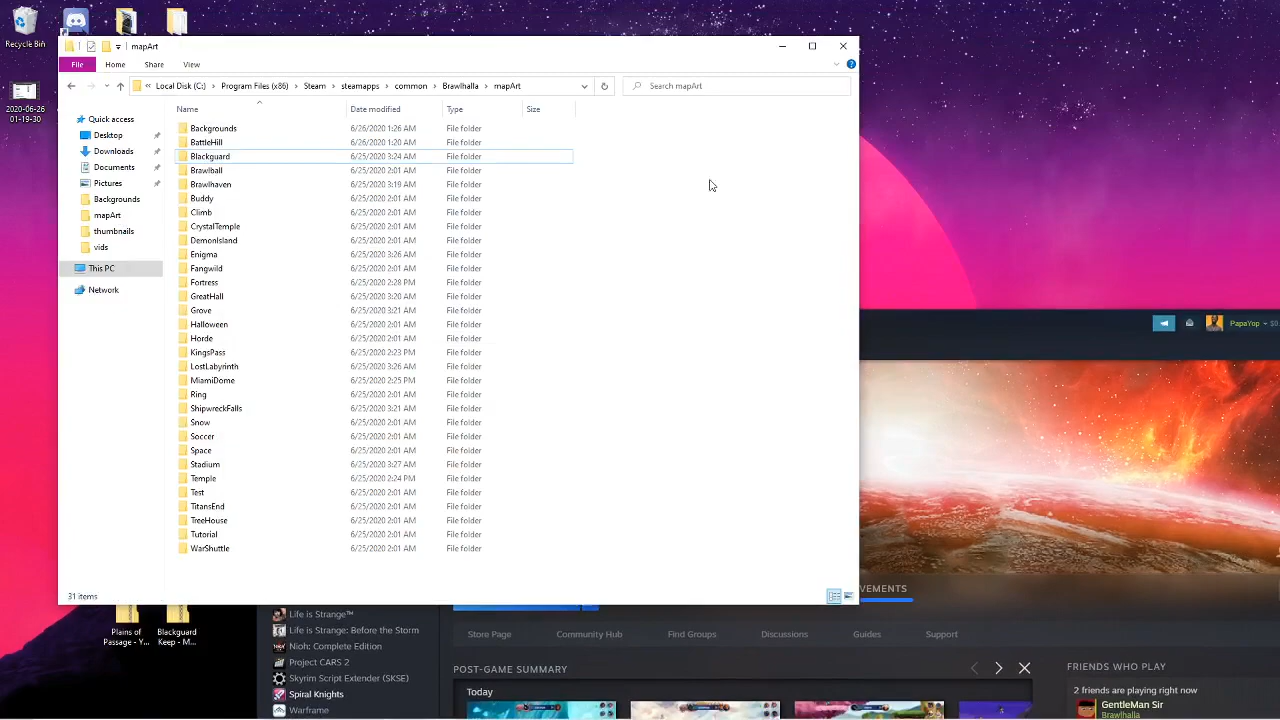 Recycle Bin
2020-06-26
01-19-30
mapArt
File Home Share View
« Local Disk (C:) > Program Files (x86) > Steam > steamapps > common > Brawlhalla > mapArt
Search mapArt
Quick access
Desktop
Downloads
Documents
Pictures
Backgrounds
mapArt
thumbnails
vids
This PC
Network
Name Date modified Type Size
Backgrounds 6/26/2020 1:26 AM File folder
BattleHill 6/26/2020 1:20 AM File folder
Blackguard 6/25/2020 3:24 AM File folder
Brawlball 6/25/2020 2:01 AM File folder
Brawlhaven 6/25/2020 3:19 AM File folder
Buddy 6/25/2020 2:01 AM File folder
Climb 6/25/2020 2:01 AM File folder
CrystalTemple 6/25/2020 2:01 AM File folder
DemonIsland 6/25/2020 2:01 AM File folder
Enigma 6/25/2020 3:26 AM File folder
Fangwild 6/25/2020 2:01 AM File folder
Fortress 6/25/2020 2:28 PM File folder
GreatHall 6/25/2020 3:20 AM File folder
Grove 6/25/2020 3:21 AM File folder
Halloween 6/25/2020 2:01 AM File folder
Horde 6/25/2020 2:01 AM File folder
KingsPass 6/25/2020 2:23 PM File folder
LostLabyrinth 6/25/2020 3:26 AM File folder
MiamiDome 6/25/2020 2:25 PM File folder
Ring 6/25/2020 2:01 AM File folder
ShipwreckFalls 6/25/2020 3:21 AM File folder
Snow 6/25/2020 2:01 AM File folder
Soccer 6/25/2020 2:01 AM File folder
Space 6/25/2020 2:01 AM File folder
Stadium 6/25/2020 3:27 AM File folder
Temple 6/25/2020 2:24 PM File folder
Test 6/25/2020 2:01 AM File folder
TitansEnd 6/25/2020 2:01 AM File folder
TreeHouse 6/25/2020 2:01 AM File folder
Tutorial 6/25/2020 2:01 AM File folder
WarShuttle 6/25/2020 2:01 AM File folder
31 items
PapaYop
VEMENTS
Plains of
Passage - Y...
Blackguard
Keep - M...
Life is Strange™
Life is Strange: Before the Storm
Nioh: Complete Edition
Project CARS 2
Skyrim Script Extender (SKSE)
Spiral Knights
Warframe
Store Page Community Hub Find Groups Discussions Guides Support
POST-GAME SUMMARY
Today
FRIENDS WHO PLAY
2 friends are playing right now
GentleMan Sir
Brawlhalla